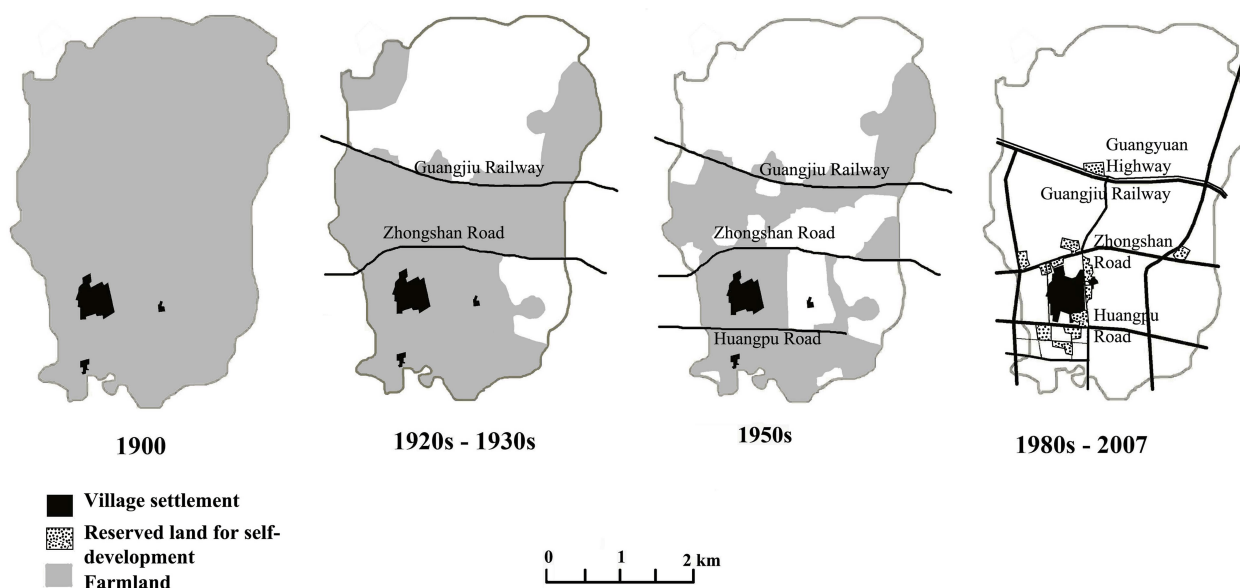 Guangjiu Railway
Zhongshan Road
Guangjiu Railway
Zhongshan Road
Huangpu Road
Guangyuan
Highway
Guangjiu Railway
Zhongshan
Road
Huangpu
Road
1900
1920s - 1930s
1950s
1980s - 2007
Village settlement
Reserved land for self-
development
Farmland
0 1 2 km